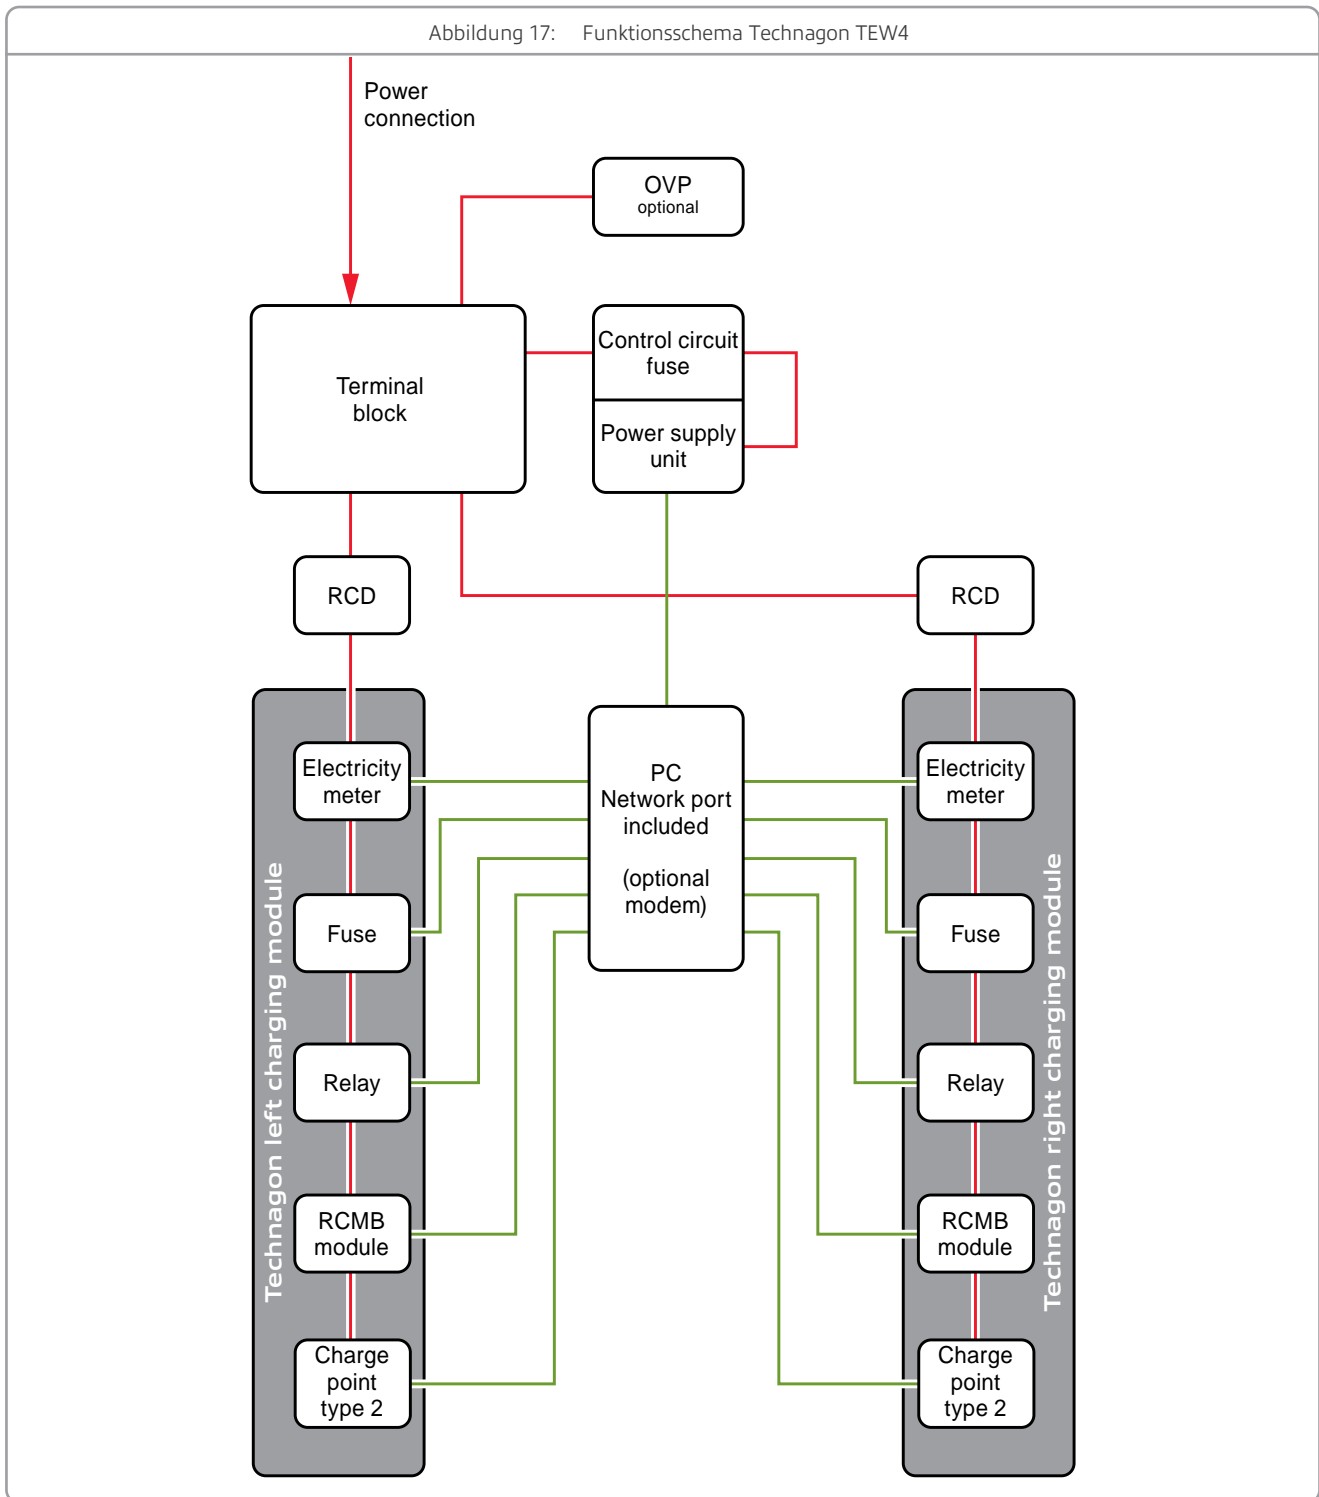 Abbildung 17: Funktionsschema Technagon TEW4
Power
connection
OVP
optional
Terminal
block
Control circuit
fuse
Power supply
unit
RCD
RCD
Technagon left charging module
Electricity
meter
Fuse
Relay
RCMB
module
Charge
point
type 2
PC
Network port
included
(optional
modem)
Electricity
meter
Fuse
Relay
RCMB
module
Charge
point
type 2
Technagon right charging module